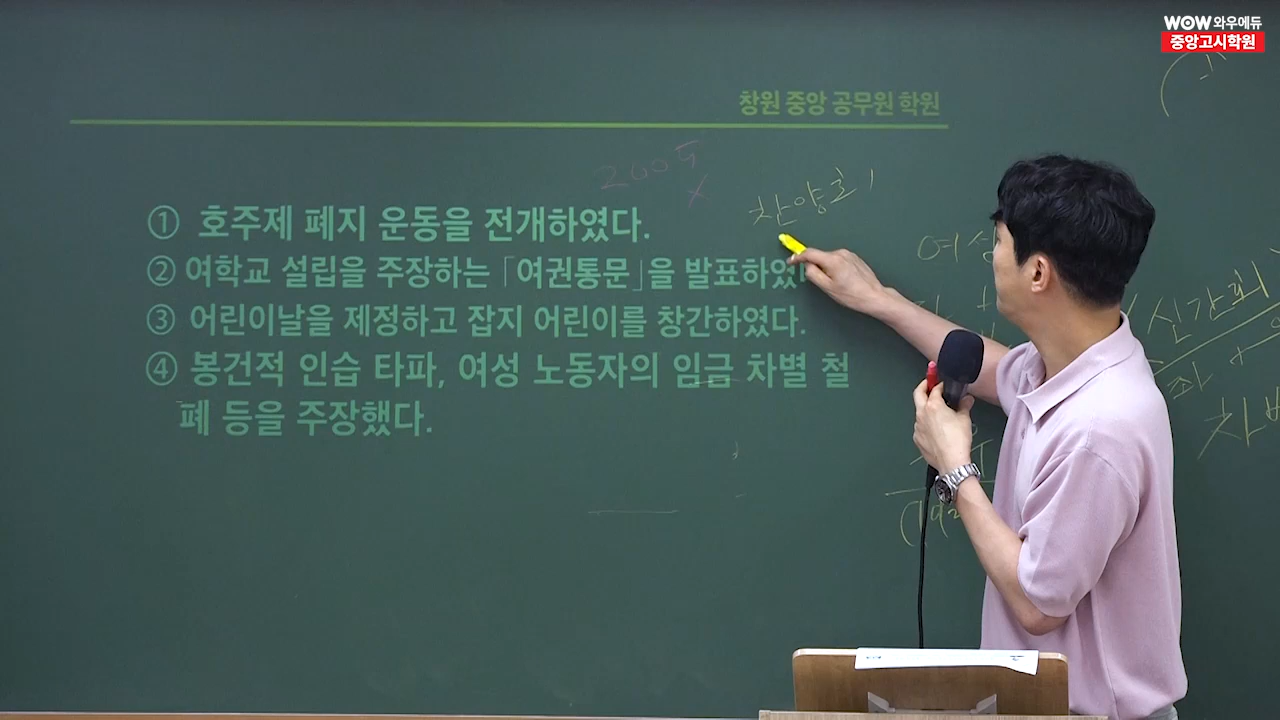 WOW 와우에듀
중앙고시학원
창원 중앙 공무원 학원
2005
X
찬양회
① 호주제 폐지 운동을 전개하였다.
② 여학교 설립을 주장하는 「여권통문」을 발표하였
③ 어린이날을 제정하고 잡지 어린이를 창간하였다.
④ 봉건적 인습 타파, 여성 노동자의 임금 차별 철
폐 등을 주장했다.
여성
신간회
좌